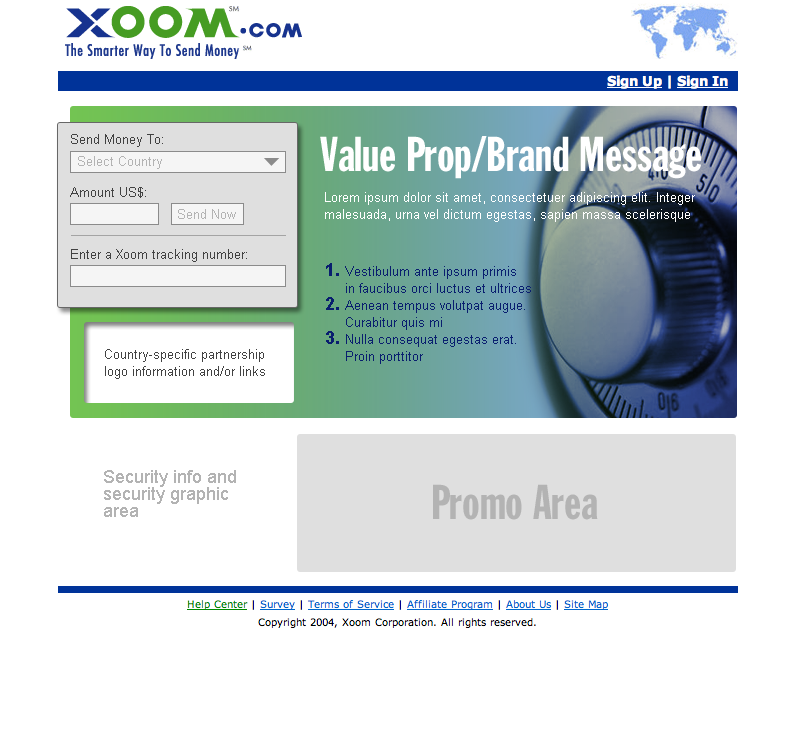 XOOM.COM SM
The Smarter Way To Send Money SM
Sign Up | Sign In
Send Money To:
Select Country
Amount US$:
Send Now
Enter a Xoom tracking number:
Country-specific partnership
logo information and/or links
Value Prop/Brand Message
Lorem ipsum dolor sit amet, consectetuer adipiscing elit. Integer
malesuada, urna vel dictum egestas, sapien massa scelerisque
1. Vestibulum ante ipsum primis
in faucibus orci luctus et ultrices
2. Aenean tempus volutpat augue.
Curabitur quis mi
3. Nulla consequat egestas erat.
Proin porttitor
Security info and
security graphic
area
Promo Area
Help Center | Survey | Terms of Service | Affiliate Program | About Us | Site Map
Copyright 2004, Xoom Corporation. All rights reserved.